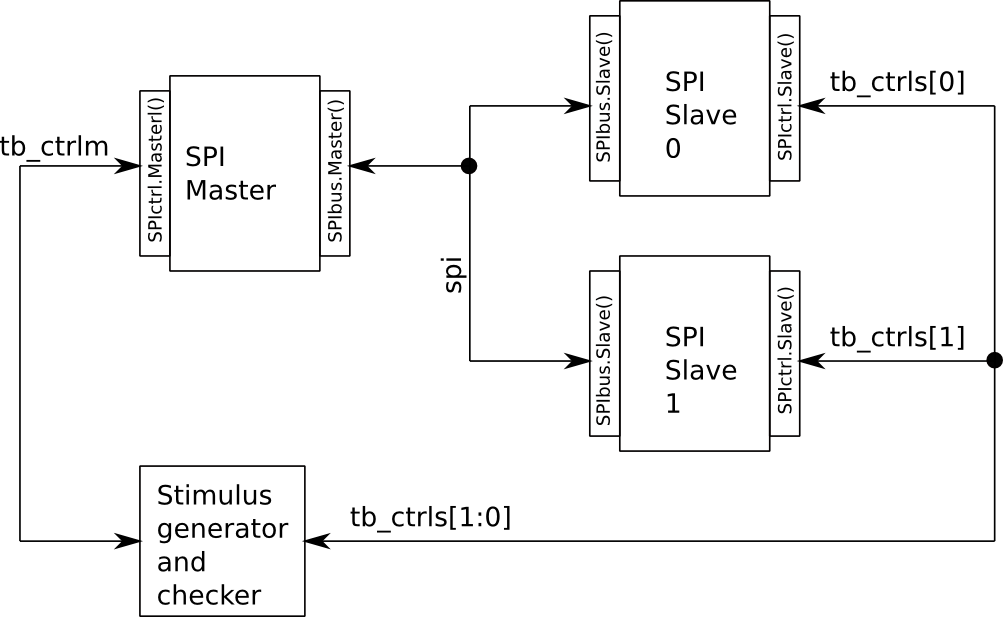 tb_ctrlm
SPIctrl.Masterl()
SPI
Master
SPIbus.Master()
spi
SPIbus.Slave()
SPI
Slave
0
SPIctrl.Slave()
tb_ctrls[0]
SPIbus.Slave()
SPI
Slave
1
SPIctrl.Slave()
tb_ctrls[1]
Stimulus
generator
and
checker
tb_ctrls[1:0]